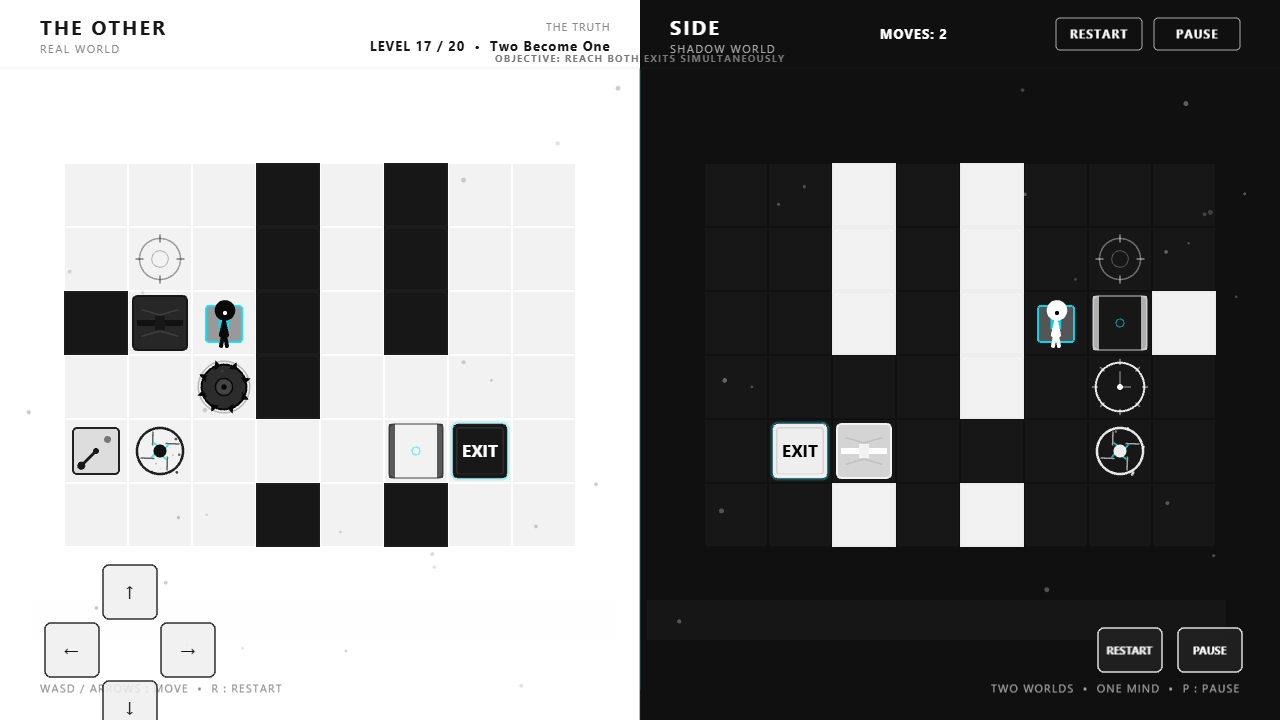 THE OTHER
REAL WORLD
THE TRUTH
LEVEL 17 / 20 • Two Become One
OBJECTIVE: REACH BOTH EXITS SIMULTANEOUSLY
SIDE
SHADOW WORLD
MOVES: 2
RESTART
PAUSE
EXIT
EXIT
↑
← →
↓
WASD / ARROWS : MOVE • R : RESTART
RESTART
PAUSE
TWO WORLDS • ONE MIND • P : PAUSE